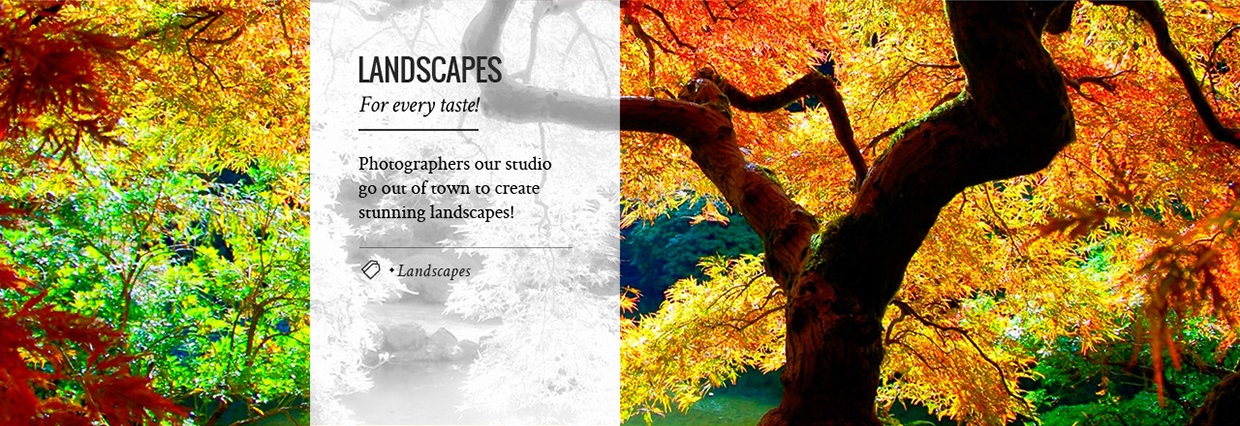 LANDSCAPES
For every taste!
Photographers our studio
go out of town to create
stunning landscapes!
• Landscapes